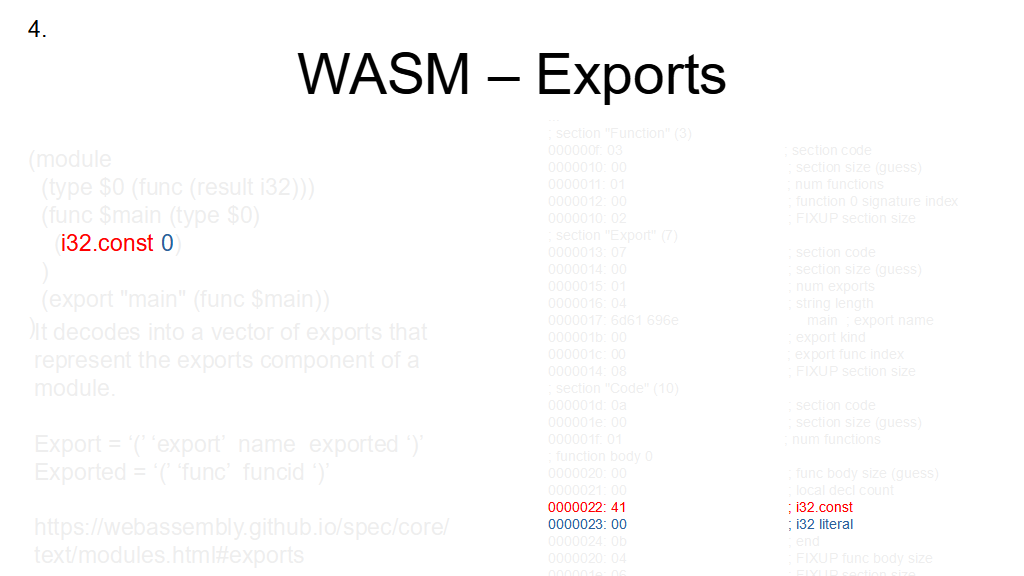 4.
WASM – Exports
(module
(type $0 (func (result i32)))
(func $main (type $0)
(i32.const 0)
)
(export "main" (func $main))
)
It decodes into a vector of exports that
represent the exports component of a
module.
Export = ‘(’ ‘export’ name exported ‘)’
Exported = ‘(’ ‘func’ funcid ‘)’
https://webassembly.github.io/spec/core/
text/modules.html#exports
...
; section "Function" (3)
000000f: 03 ; section code
0000010: 00 ; section size (guess)
0000011: 01 ; num functions
0000012: 00 ; function 0 signature index
0000010: 02 ; FIXUP section size
; section "Export" (7)
0000013: 07 ; section code
0000014: 00 ; section size (guess)
0000015: 01 ; num exports
0000016: 04 ; string length
0000017: 6d61 696e main ; export name
000001b: 00 ; export kind
000001c: 00 ; export func index
0000014: 08 ; FIXUP section size
; section "Code" (10)
000001d: 0a ; section code
000001e: 00 ; section size (guess)
000001f: 01 ; num functions
; function body 0
0000020: 00 ; func body size (guess)
0000021: 00 ; local decl count
0000022: 41 ; i32.const
0000023: 00 ; i32 literal
0000024: 0b ; end
0000020: 04 ; FIXUP func body size
000001e: 06 ; FIXUP section size